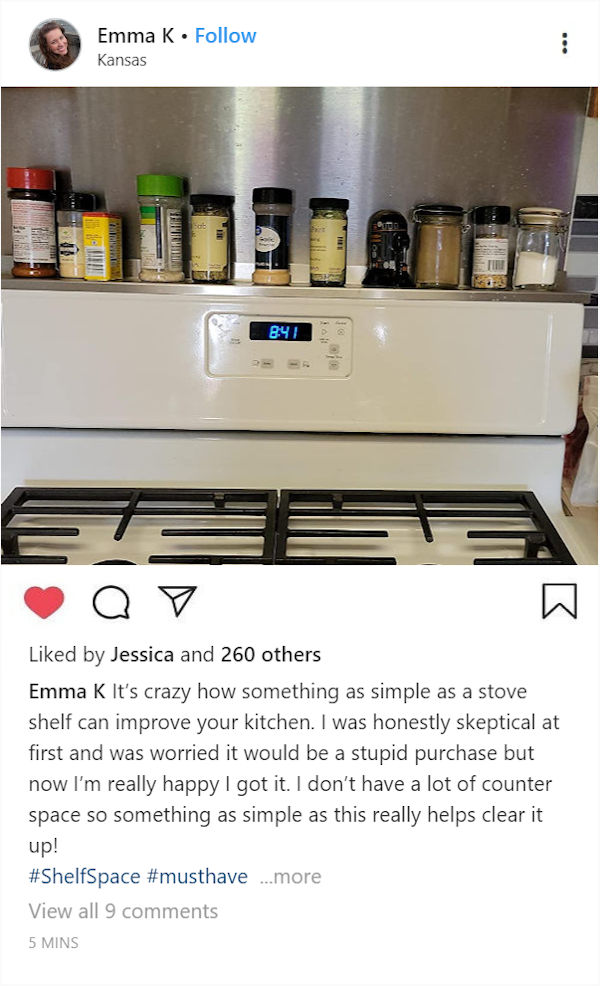 Emma K • Follow
Kansas
Garlic
8:41
Liked by Jessica and 260 others
Emma K It’s crazy how something as simple as a stove
shelf can improve your kitchen. I was honestly skeptical at
first and was worried it would be a stupid purchase but
now I’m really happy I got it. I don’t have a lot of counter
space so something as simple as this really helps clear it
up!
#ShelfSpace #musthave ...more
View all 9 comments
5 MINS